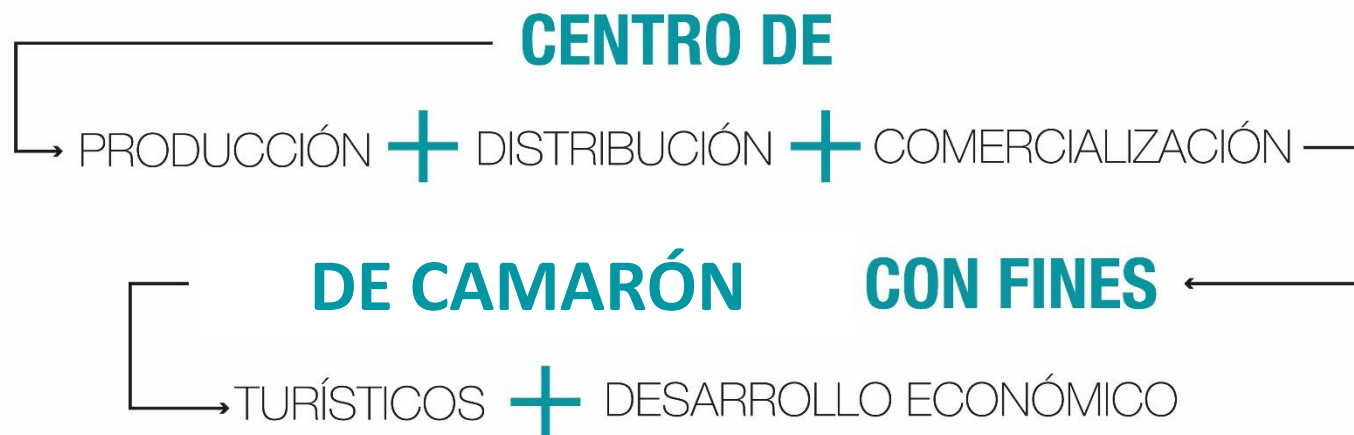 CENTRO DE
PRODUCCIÓN + DISTRIBUCIÓN + COMERCIALIZACIÓN
DE CAMARÓN CON FINES
TURÍSTICOS + DESARROLLO ECONÓMICO